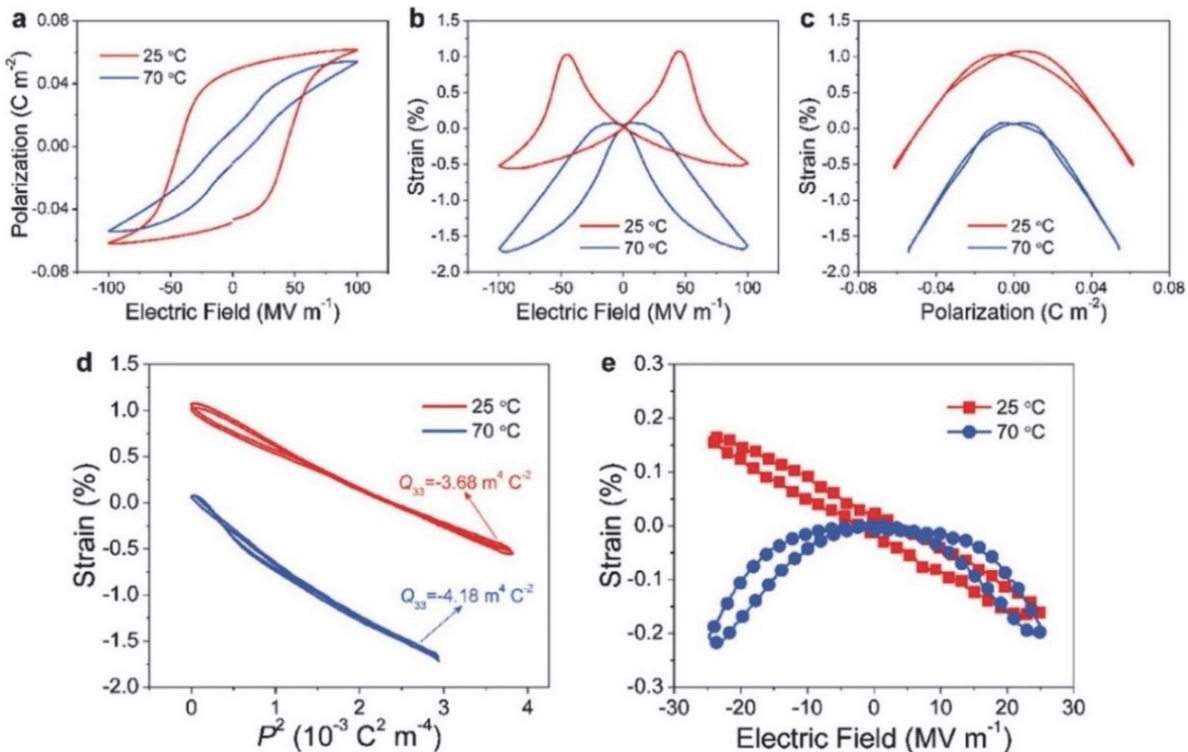 a
0.08
0.04
0.00
-0.04
-0.08
Polarization (C m⁻²)
25 °C
70 °C
-100
-50
0
50
100
Electric Field (MV m⁻¹)
b
1.5
1.0
0.5
0.0
-0.5
-1.0
-1.5
-2.0
Strain (%)
25 °C
70 °C
-100
-50
0
50
100
Electric Field (MV m⁻¹)
c
1.5
1.0
0.5
0.0
-0.5
-1.0
-1.5
-2.0
Strain (%)
25 °C
70 °C
-0.08
-0.04
0.00
0.04
0.08
Polarization (C m⁻²)
d
1.5
1.0
0.5
0.0
-0.5
-1.0
-1.5
-2.0
Strain (%)
25 °C
70 °C
Q₃₃=-3.68 m⁴ C⁻²
Q₃₃=-4.18 m⁴ C⁻²
0
1
2
3
4
P² (10⁻³ C² m⁻⁴)
e
0.3
0.2
0.1
0.0
-0.1
-0.2
-0.3
Strain (%)
25 °C
70 °C
-30
-20
-10
0
10
20
30
Electric Field (MV m⁻¹)